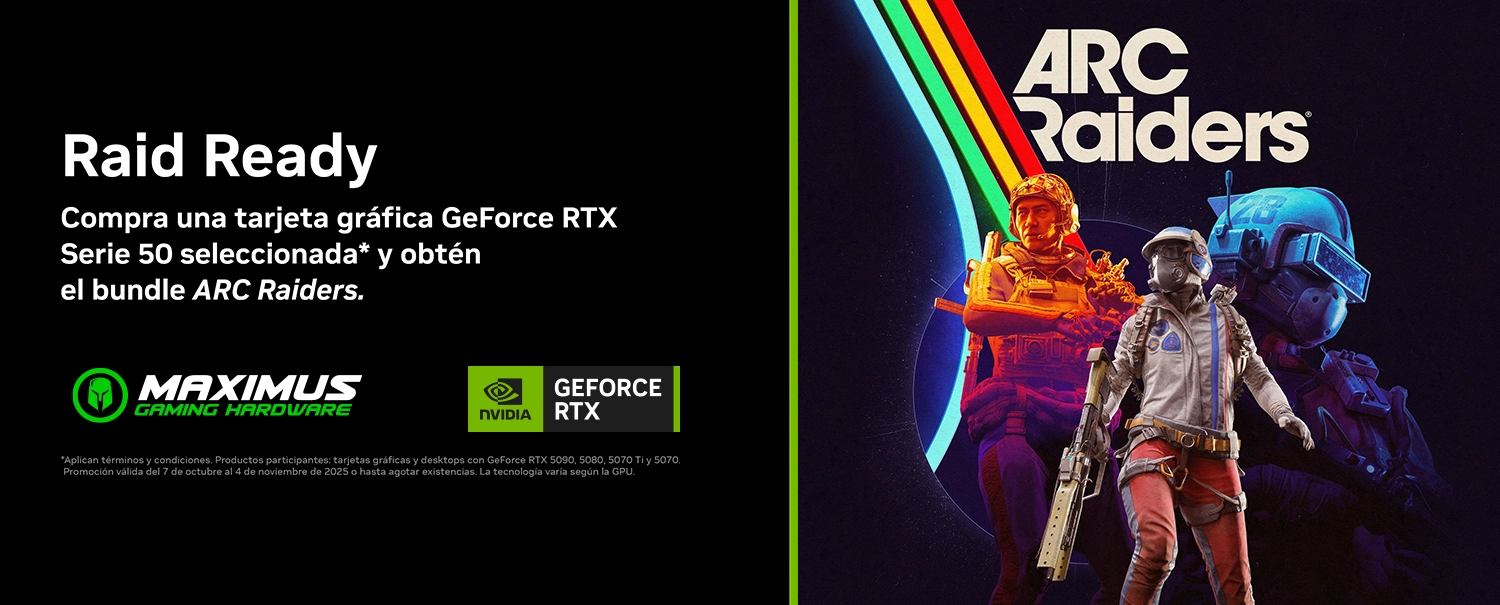 Raid Ready
Compra una tarjeta gráfica GeForce RTX
Serie 50 seleccionada* y obtén
el bundle ARC Raiders.
MAXIMUS
GAMING HARDWARE
NVIDIA
GEFORCE
RTX
*Aplican términos y condiciones. Productos participantes: tarjetas gráficas y desktops con GeForce RTX 5090, 5080, 5070 Ti y 5070.
Promoción válida del 7 de octubre al 4 de noviembre de 2025 o hasta agotar existencias. La tecnología varía según la GPU.
ARC
Raiders®
28